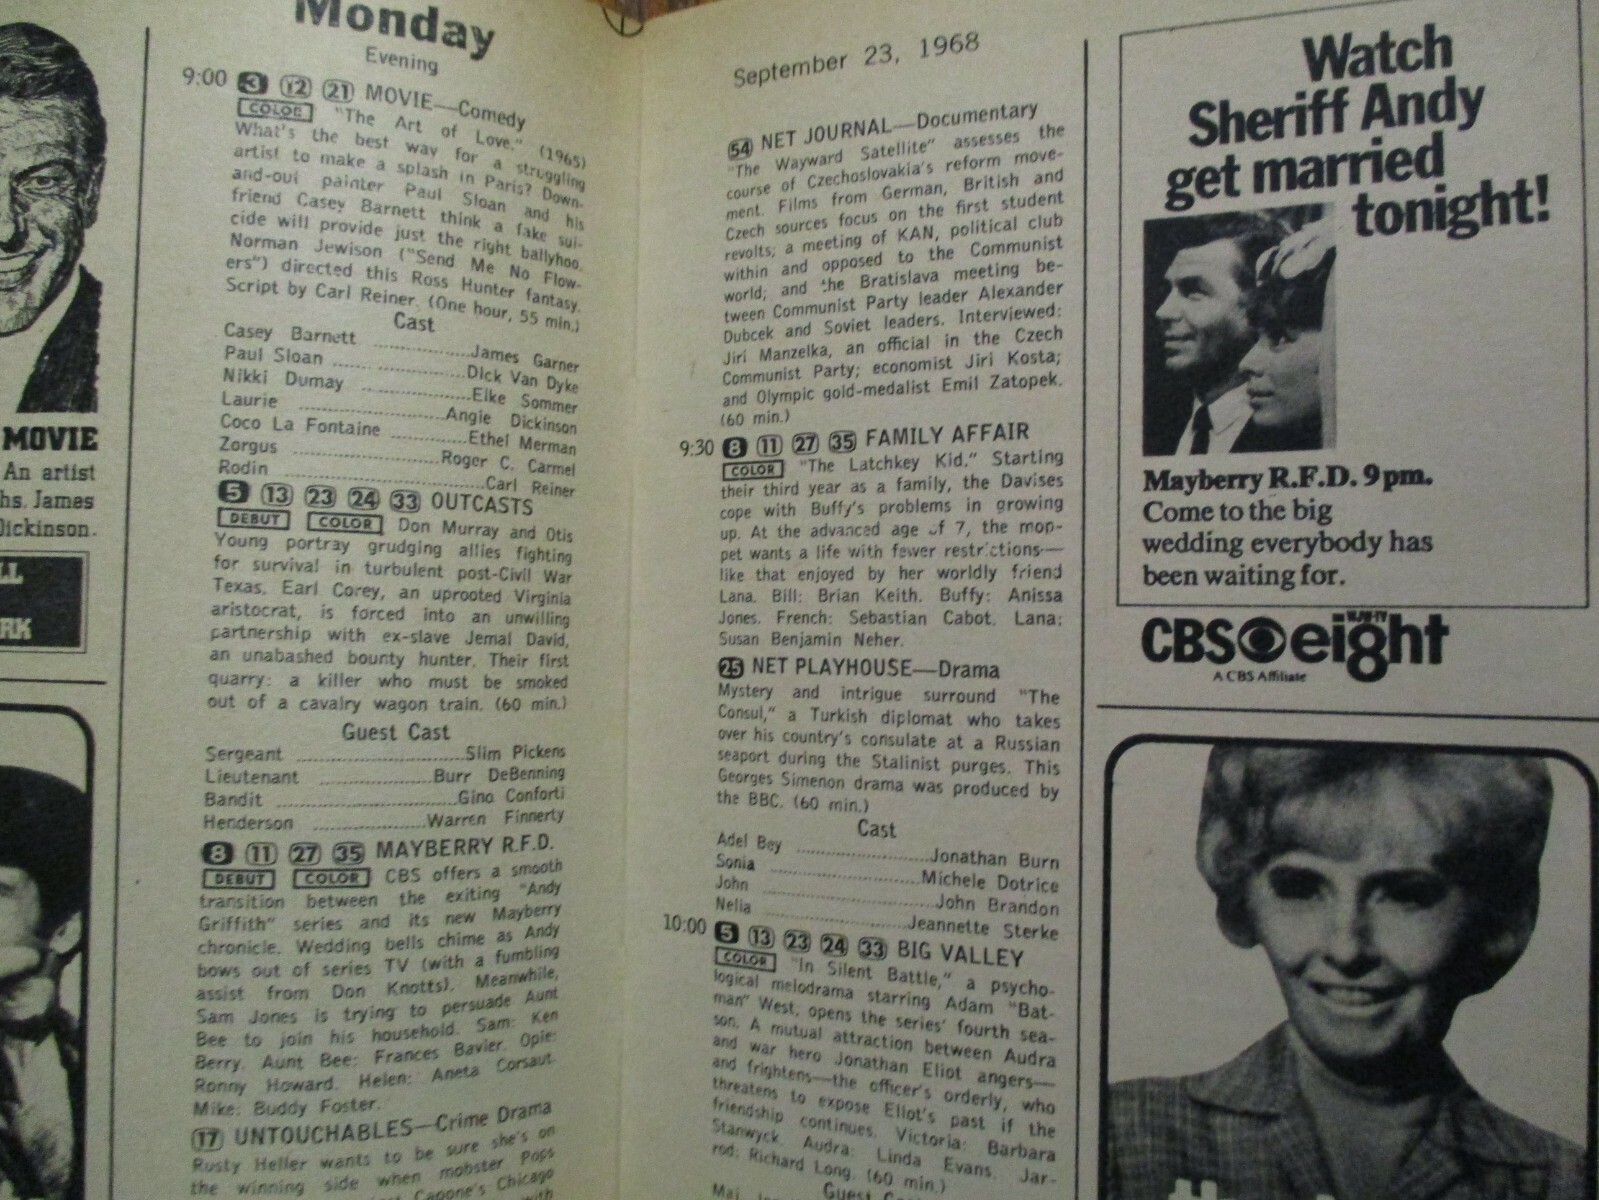 MOVIE
An artist
hs. James
Dickinson.
LL
RK
Monday
Evening
9:00 3 12 21 MOVIE—Comedy
COLOR "The Art of Love." (1965)
What's the best way for a struggling
artist to make a splash in Paris? Down-
and-out painter Paul Sloan and his
friend Casey Barnett think a fake sui-
cide will provide just the right ballyhoo.
Norman Jewison ("Send Me No Flow-
ers") directed this Ross Hunter fantasy.
Script by Carl Reiner. (One hour, 55 min.)
Cast
Casey Barnett ..................James Garner
Paul Sloan ..................Dick Van Dyke
Nikki Dumay ..................Elke Sommer
Laurie ..................Angie Dickinson
Coco La Fontaine ............Ethel Merman
Zorgus ..................Roger C. Carmel
Rodin ..................Carl Reiner
5 13 23 24 33 OUTCASTS
DEBUT COLOR Don Murray and Otis
Young portray grudging allies fighting
for survival in turbulent post-Civil War
Texas. Earl Corey, an uprooted Virginia
aristocrat, is forced into an unwilling
partnership with ex-slave Jemal David,
an unabashed bounty hunter. Their first
quarry: a killer who must be smoked
out of a cavalry wagon train. (60 min.)
Guest Cast
Sergeant ..................Slim Pickens
Lieutenant ..................Burr DeBenning
Bandit ..................Gino Conforti
Henderson ..................Warren Finnerty
8 11 27 35 MAYBERRY R.F.D.
DEBUT COLOR CBS offers a smooth
transition between the exiting "Andy
Griffith" series and its new Mayberry
chronicle. Wedding bells chime as Andy
bows out of series TV (with a fumbling
assist from Don Knotts). Meanwhile,
Sam Jones is trying to persuade Aunt
Bee to join his household. Sam: Ken
Berry. Aunt Bee: Frances Bavier. Opie:
Ronny Howard. Helen: Aneta Corsaut.
Mike: Buddy Foster.
17 UNTOUCHABLES—Crime Drama
Rusty Heller wants to be sure she's on
the winning side when mobster Pops
Capone's Chicago
with
September 23, 1968
54 NET JOURNAL—Documentary
"The Wayward Satellite" assesses the
course of Czechoslovakia's reform move-
ment. Films from German, British and
Czech sources focus on the first student
revolts; a meeting of KAN, political club
within and opposed to the Communist
world; and the Bratislava meeting be-
tween Communist Party leader Alexander
Dubcek and Soviet leaders. Interviewed:
Jiri Manzelka, an official in the Czech
Communist Party; economist Jiri Kosta;
and Olympic gold-medalist Emil Zatopek.
(60 min.)
9:30 8 11 27 35 FAMILY AFFAIR
COLOR "The Latchkey Kid." Starting
their third year as a family, the Davises
cope with Buffy's problems in growing
up. At the advanced age of 7, the mop-
pet wants a life with fewer restrictions—
like that enjoyed by her worldly friend
Lana. Bill: Brian Keith. Buffy: Anissa
Jones. French: Sebastian Cabot. Lana:
Susan Benjamin Neher.
25 NET PLAYHOUSE—Drama
Mystery and intrigue surround "The
Consul," a Turkish diplomat who takes
over his country's consulate at a Russian
seaport during the Stalinist purges. This
Georges Simenon drama was produced by
the BBC. (60 min.)
Cast
Adel Bey ..................Jonathan Burn
Sonia ..................Michele Dotrice
John ..................John Brandon
Nelia ..................Jeannette Sterke
10:00 5 13 23 24 33 BIG VALLEY
COLOR "In Silent Battle," a psycho-
logical melodrama starring Adam "Bat-
man" West, opens the series' fourth sea-
son. A mutual attraction between Audra
and war hero Jonathan Eliot angers—
and frightens—the officer's orderly, who
threatens to expose Eliot's past if the
friendship continues. Victoria: Barbara
Stanwyck. Audra: Linda Evans. Jar-
rod: Richard Long. (60 min.)
Guest
Maj.
Watch
Sheriff Andy
get married
tonight!
Mayberry R.F.D. 9 pm.
Come to the big
wedding everybody has
been waiting for.
CBS eight
WJW-TV
A CBS Affiliate